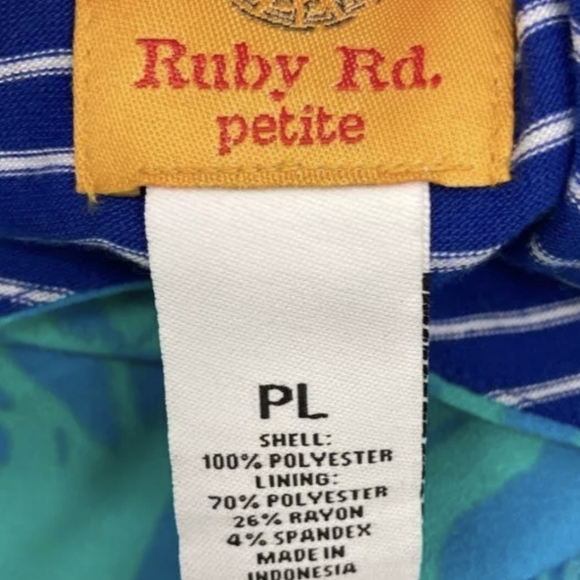 Ruby Rd.
petite
PL
SHELL:
100% POLYESTER
LINING:
70% POLYESTER
26% RAYON
4% SPANDEX
MADE IN
INDONESIA